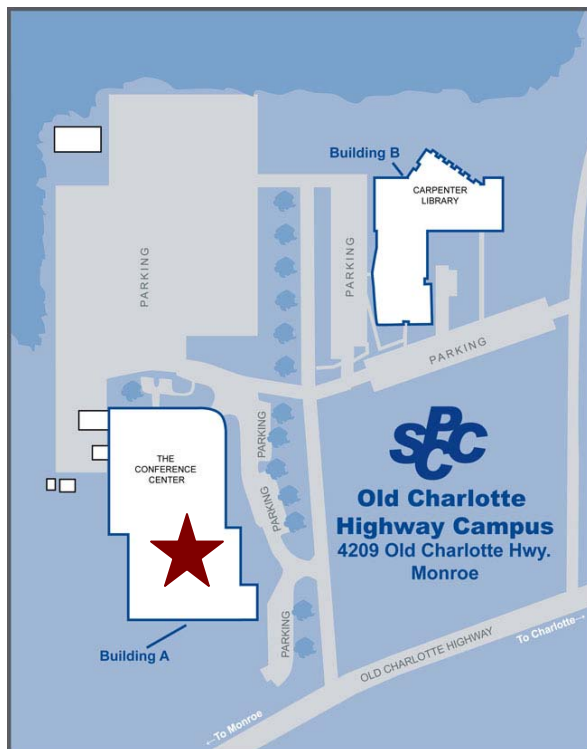 Building B
CARPENTER
LIBRARY
PARKING
PARKING
PARKING
THE
CONFERENCE
CENTER
PARKING
PARKING
PARKING
Building A
SPCC
Old Charlotte
Highway Campus
4209 Old Charlotte Hwy.
Monroe
OLD CHARLOTTE HIGHWAY
To Charlotte→
←To Monroe